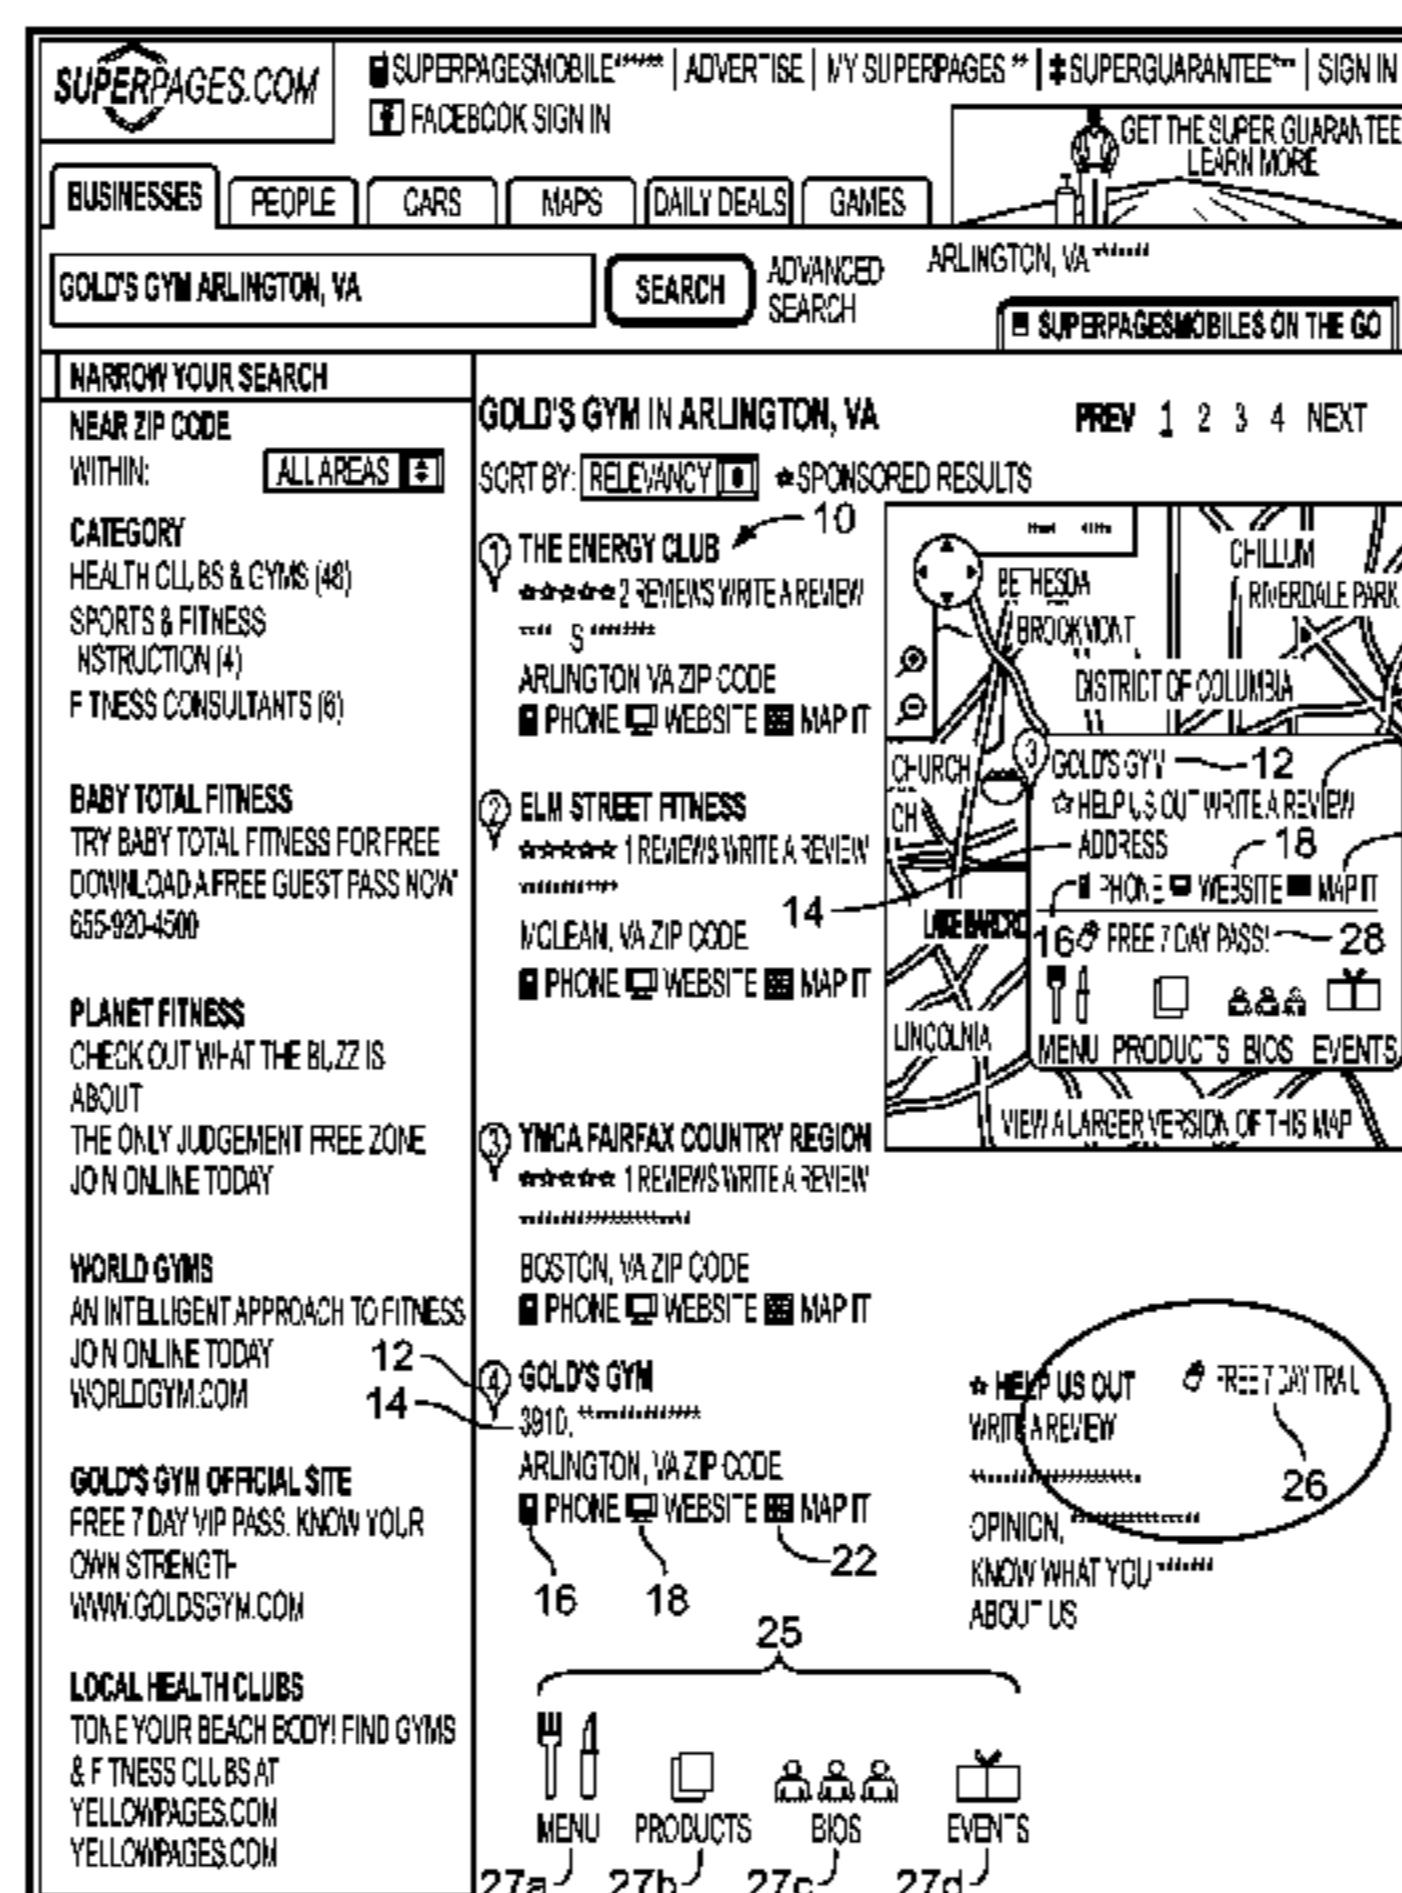 SUPERPAGES.COM
SUPERPAGESMOBILE | ADVERTISE | MY SUPERPAGES | SUPERGUARANTEE | SIGN IN
FACEBOOK SIGN IN
GET THE SUPER GUARANTEE
LEARN MORE
BUSINESSES PEOPLE CARS MAPS DAILY DEALS GAMES
GOLD'S GYM ARLINGTON, VA
SEARCH
ADVANCED
SEARCH
ARLINGTON, VA
SUPERPAGESMOBILES ON THE GO
NARROW YOUR SEARCH
NEAR ZIP CODE
WITHIN: ALL AREAS
CATEGORY
HEALTH CLUBS & GYMS (48)
SPORTS & FITNESS
INSTRUCTION (4)
FITNESS CONSULTANTS (6)
BABY TOTAL FITNESS
TRY BABY TOTAL FITNESS FOR FREE
DOWNLOAD A FREE GUEST PASS NOW"
655-920-4500
PLANET FITNESS
CHECK OUT WHAT THE BUZZ IS
ABOUT
THE ONLY JUDGEMENT FREE ZONE
JOIN ONLINE TODAY
WORLD GYMS
AN INTELLIGENT APPROACH TO FITNESS
JOIN ONLINE TODAY
WORLDGYM.COM
GOLD'S GYM OFFICIAL SITE
FREE 7 DAY VIP PASS. KNOW YOUR
OWN STRENGTH
WWW.GOLDSGYM.COM
LOCAL HEALTH CLUBS
TONE YOUR BEACH BODY! FIND GYMS
& FITNESS CLUBS AT
YELLOWPAGES.COM
YELLOWPAGES.COM
GOLD'S GYM IN ARLINGTON, VA
PREV 1 2 3 4 NEXT
SORT BY: RELEVANCY SPONSORED RESULTS
10
1 THE ENERGY CLUB
2 REVIEWS WRITE A REVIEW
S
ARLINGTON VA ZIP CODE
PHONE WEBSITE MAP IT
2 ELM STREET FITNESS
1 REVIEWS WRITE A REVIEW
MCLEAN, VA ZIP CODE
PHONE WEBSITE MAP IT
3 YMCA FAIRFAX COUNTRY REGION
1 REVIEWS WRITE A REVIEW
BOSTON, VA ZIP CODE
PHONE WEBSITE MAP IT
12
14
4 GOLD'S GYM
3910,
ARLINGTON, VA ZIP CODE
PHONE WEBSITE MAP IT
16 18 22
HELP US OUT
WRITE A REVIEW
OPINION,
KNOW WHAT YOU
ABOUT US
FREE 7 DAY TRAIL
26
25
MENU PRODUCTS BIOS EVENTS
27a 27b 27c 27d
CHILLUM
BETHESDA
RIVERDALE PARK
BROOKMONT
DISTRICT OF COLUMBIA
CHURCH
CH
LINCOLNIA
3 GOLD'S GYM 12
HELP US OUT WRITE A REVIEW
ADDRESS 18
14
PHONE WEBSITE MAP IT
16 FREE 7 DAY PASS! 28
MENU PRODUCTS BIOS EVENTS
VIEW A LARGER VERSION OF THIS MAP